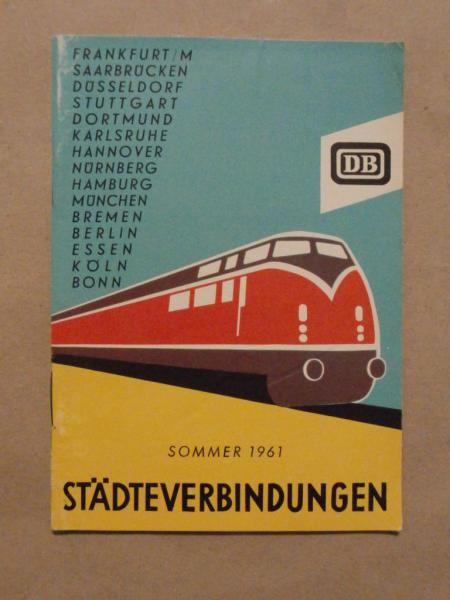 FRANKFURT/M
SAARBRÜCKEN
DÜSSELDORF
STUTTGART
DORTMUND
KARLSRUHE
HANNOVER
NÜRNBERG
HAMBURG
MÜNCHEN
BREMEN
BERLIN
ESSEN
KÖLN
BONN
DB
SOMMER 1961
STÄDTEVERBINDUNGEN